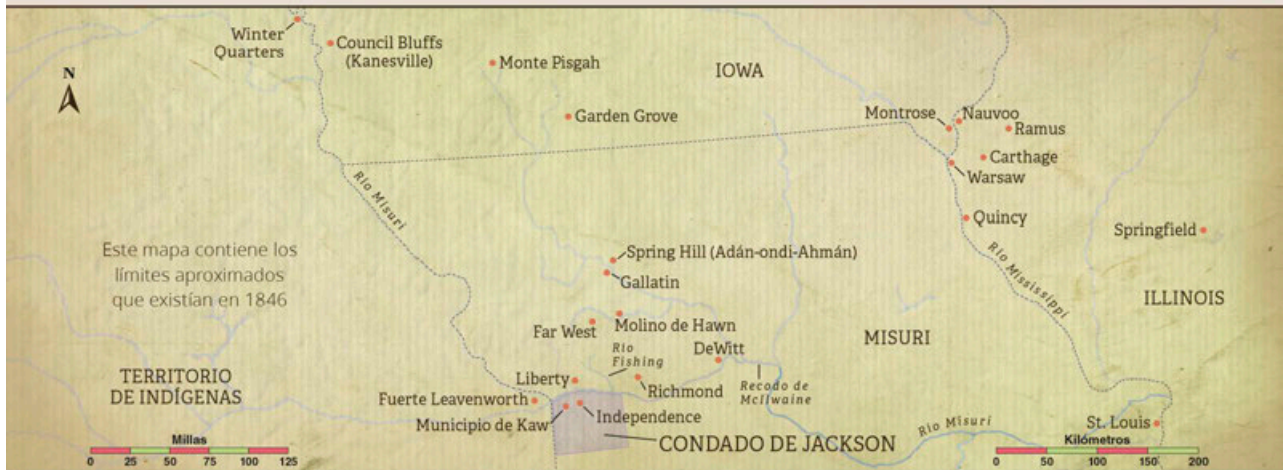 Winter
Quarters
Council Bluffs
(Kanesville)
N
Monte Pisgah
IOWA
Garden Grove
Montrose
Nauvoo
Ramus
Carthage
Warsaw
Río Misuri
Quincy
Springfield
Este mapa contiene los
límites aproximados
que existían en 1846
Spring Hill (Adán-ondi-Ahmán)
Gallatin
Río Mississippi
ILLINOIS
Far West
Molino de Hawn
Río
Fishing
DeWitt
MISURI
TERRITORIO
DE INDÍGENAS
Liberty
Richmond
Recodo de
McIlwaine
Fuerte Leavenworth
Municipio de Kaw
Independence
CONDADO DE JACKSON
Río Misuri
St. Louis
Millas
0 25 50 75 100 125
Kilómetros
0 50 100 150 200